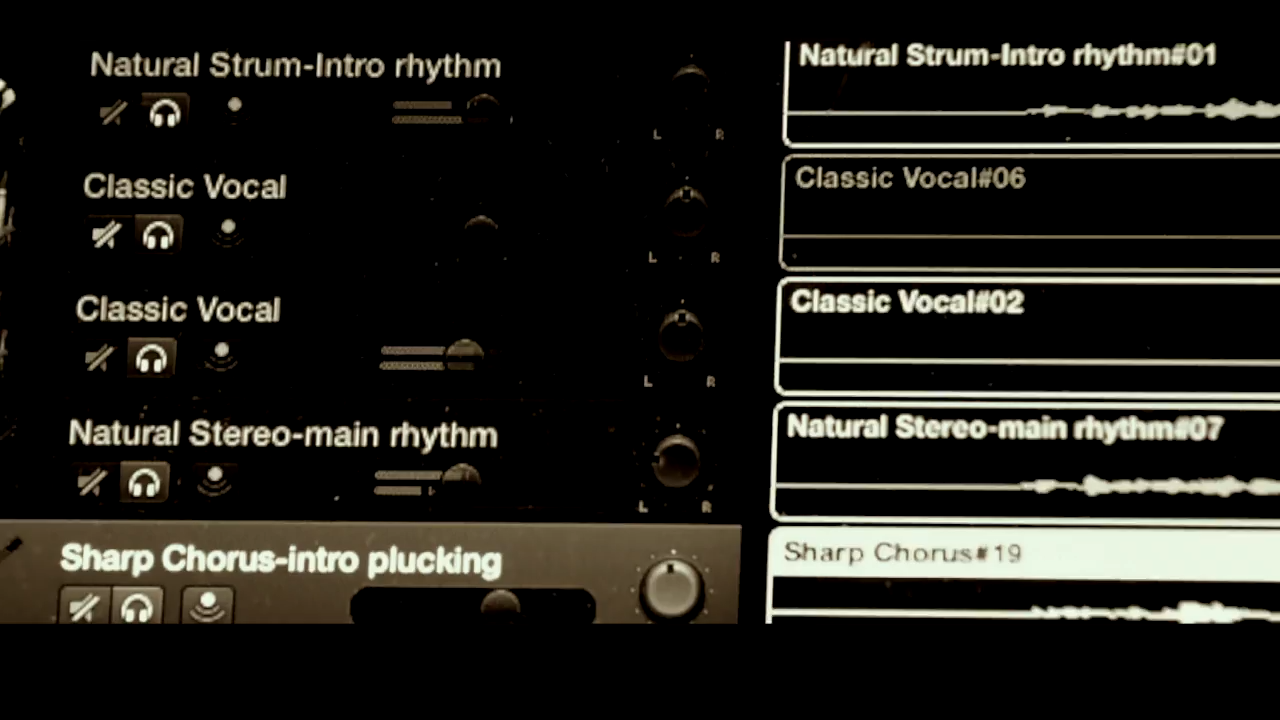 Natural Strum-Intro rhythm
L R
Natural Strum-Intro rhythm#01
Classic Vocal
L R
Classic Vocal#06
Classic Vocal
L R
Classic Vocal#02
Natural Stereo-main rhythm
L R
Natural Stereo-main rhythm#07
Sharp Chorus-intro plucking
Sharp Chorus#19